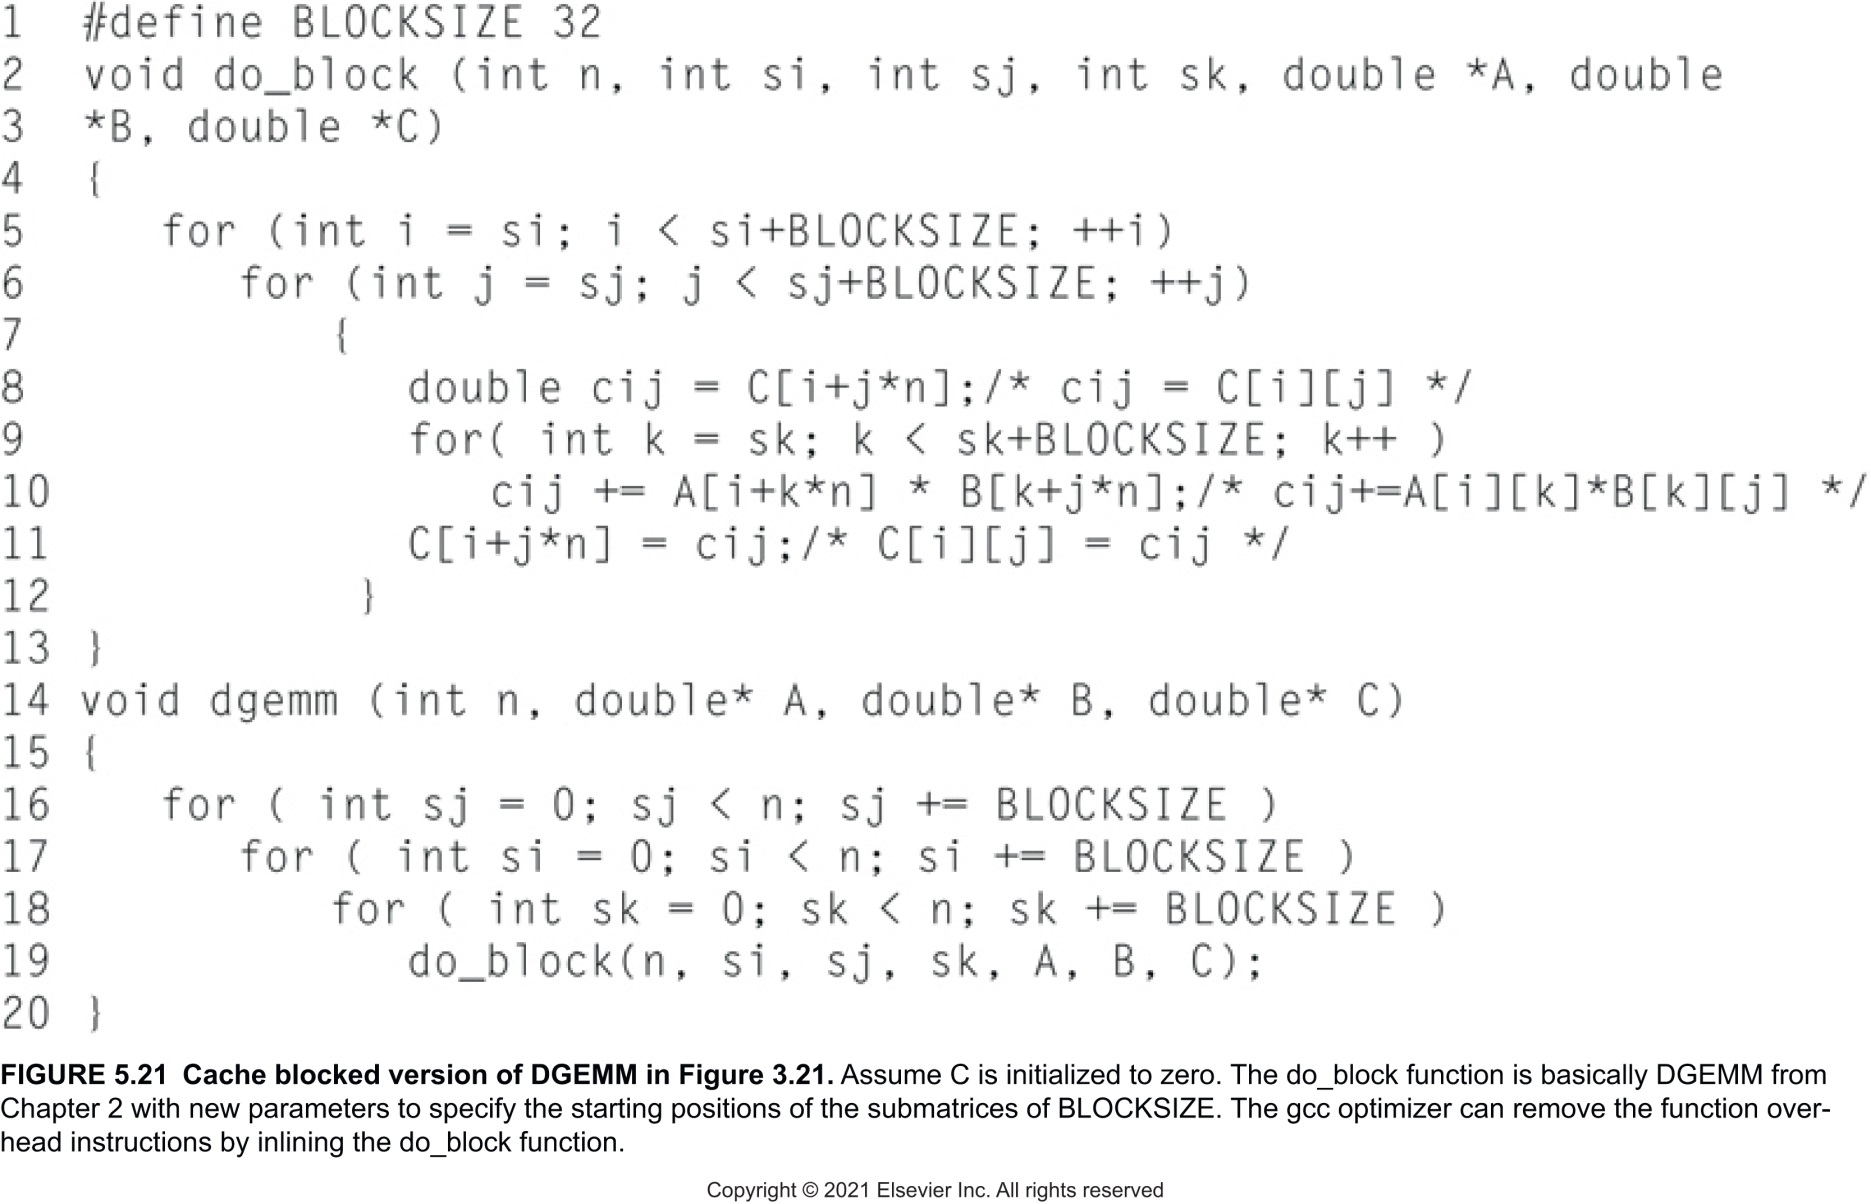 1 #define BLOCKSIZE 32
2 void do_block (int n, int si, int sj, int sk, double *A, double
3 *B, double *C)
4 {
5 for (int i = si; i < si+BLOCKSIZE; ++i)
6 for (int j = sj; j < sj+BLOCKSIZE; ++j)
7 {
8 double cij = C[i+j*n];/* cij = C[i][j] */
9 for( int k = sk; k < sk+BLOCKSIZE; k++ )
10 cij += A[i+k*n] * B[k+j*n];/* cij+=A[i][k]*B[k][j] */
11 C[i+j*n] = cij;/* C[i][j] = cij */
12 }
13 }
14 void dgemm (int n, double* A, double* B, double* C)
15 {
16 for ( int sj = 0; sj < n; sj += BLOCKSIZE )
17 for ( int si = 0; si < n; si += BLOCKSIZE )
18 for ( int sk = 0; sk < n; sk += BLOCKSIZE )
19 do_block(n, si, sj, sk, A, B, C);
20 }
FIGURE 5.21 Cache blocked version of DGEMM in Figure 3.21. Assume C is initialized to zero. The do_block function is basically DGEMM from
Chapter 2 with new parameters to specify the starting positions of the submatrices of BLOCKSIZE. The gcc optimizer can remove the function over-
head instructions by inlining the do_block function.
Copyright © 2021 Elsevier Inc. All rights reserved